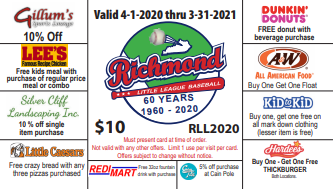 Gillum's
Sports Lounge
10% Off
LEE'S
Famous Recipe Chicken
Free kids meal with
purchase of regular price
meal or combo
Silver Cliff
Landscaping Inc.
10 % off single
item purchase
Little Caesars
Free crazy bread with any
three pizzas purchased
Valid 4-1-2020 thru 3-31-2021
Richmond
LITTLE LEAGUE BASEBALL
60 YEARS
1960 - 2020
$10
RLL2020
Must present card at time of order.
Not valid with any other offers. Limit 1 use per visit per card.
Offers subject to change without notice.
REDI MART
Free 32oz fountain
drink with purchase
5% off purchase
at Cain Pole
DUNKIN'
DONUTS
FREE donut with
beverage purchase
A&W
ALL AMERICAN FOOD
Buy One Get One Float
KID to KID
Buy one, get one free on
all mark down clothing
(lesser item is free)
Hardee's
Buy One - Get One Free
THICKBURGER
Both Locations.